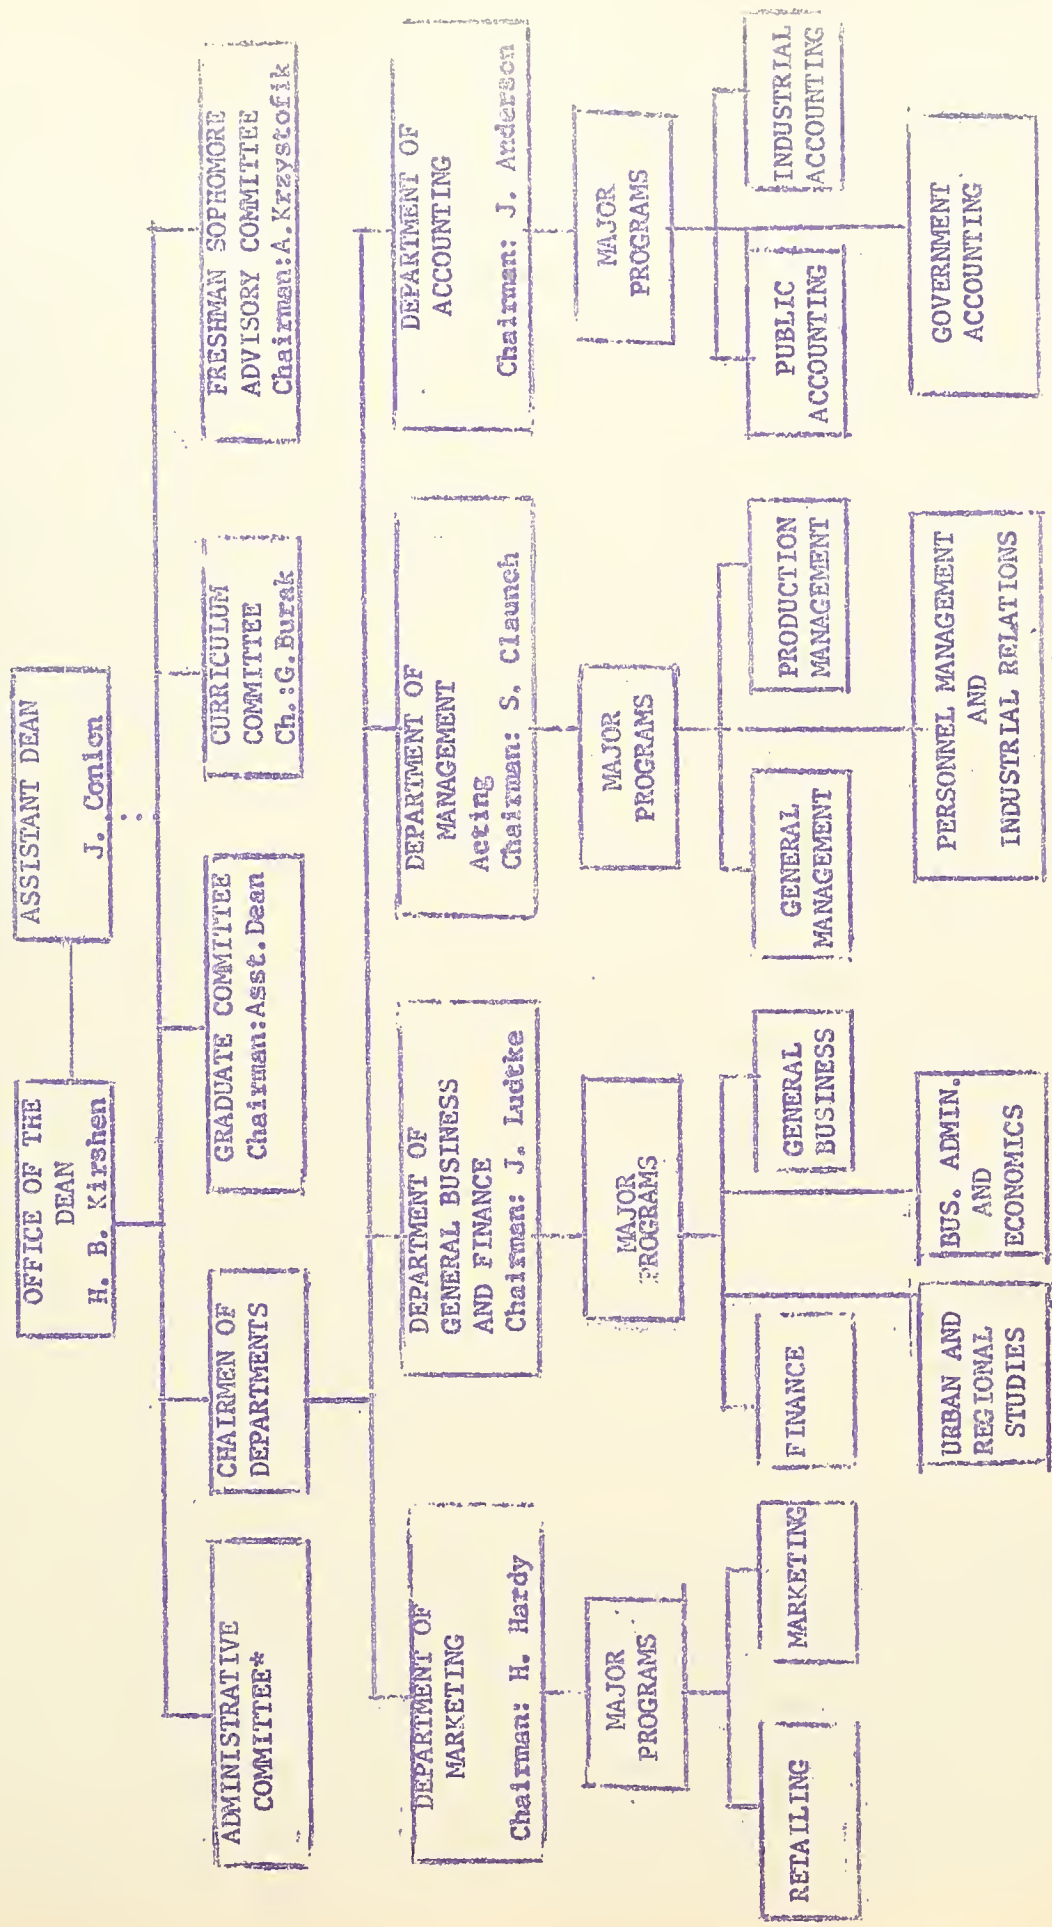 OFFICE OF THE
DEAN
H. B. Kirshen
ASSISTANT DEAN
J. Conlon
ADMINISTRATIVE
COMMITTEE*
CHAIRMEN OF
DEPARTMENTS
GRADUATE COMMITTEE
Chairman:Asst.Dean
CURRICULUM
COMMITTEE
Ch.:G.Burak
FRESHMAN SOPHOMORE
ADVISORY COMMITTEE
Chairman:A.Krzystofik
DEPARTMENT OF
MARKETING
Chairman: H. Hardy
DEPARTMENT OF
GENERAL BUSINESS
AND FINANCE
Chairman: J. Ludtke
DEPARTMENT OF
MANAGEMENT
Acting
Chairman: S. Claunch
DEPARTMENT OF
ACCOUNTING
Chairman: J. Anderson
MAJOR
PROGRAMS
MAJOR
PROGRAMS
MAJOR
PROGRAMS
MAJOR
PROGRAMS
RETAILING
MARKETING
FINANCE
GENERAL
BUSINESS
GENERAL
MANAGEMENT
PRODUCTION
MANAGEMENT
PUBLIC
ACCOUNTING
INDUSTRIAL
ACCOUNTING
URBAN AND
REGIONAL
STUDIES
BUS. ADMIN.
AND
ECONOMICS
PERSONNEL MANAGEMENT
AND
INDUSTRIAL RELATIONS
GOVERNMENT
ACCOUNTING